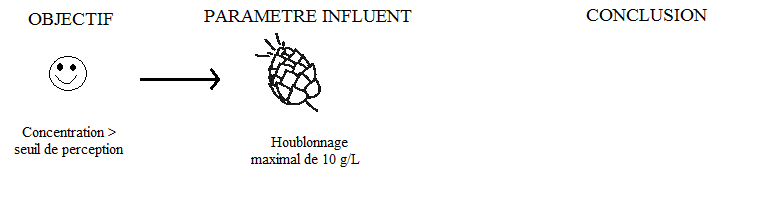 OBJECTIF
PARAMETRE INFLUENT
CONCLUSION
Concentration >
seuil de perception
Houblonnage
maximal de 10 g/L